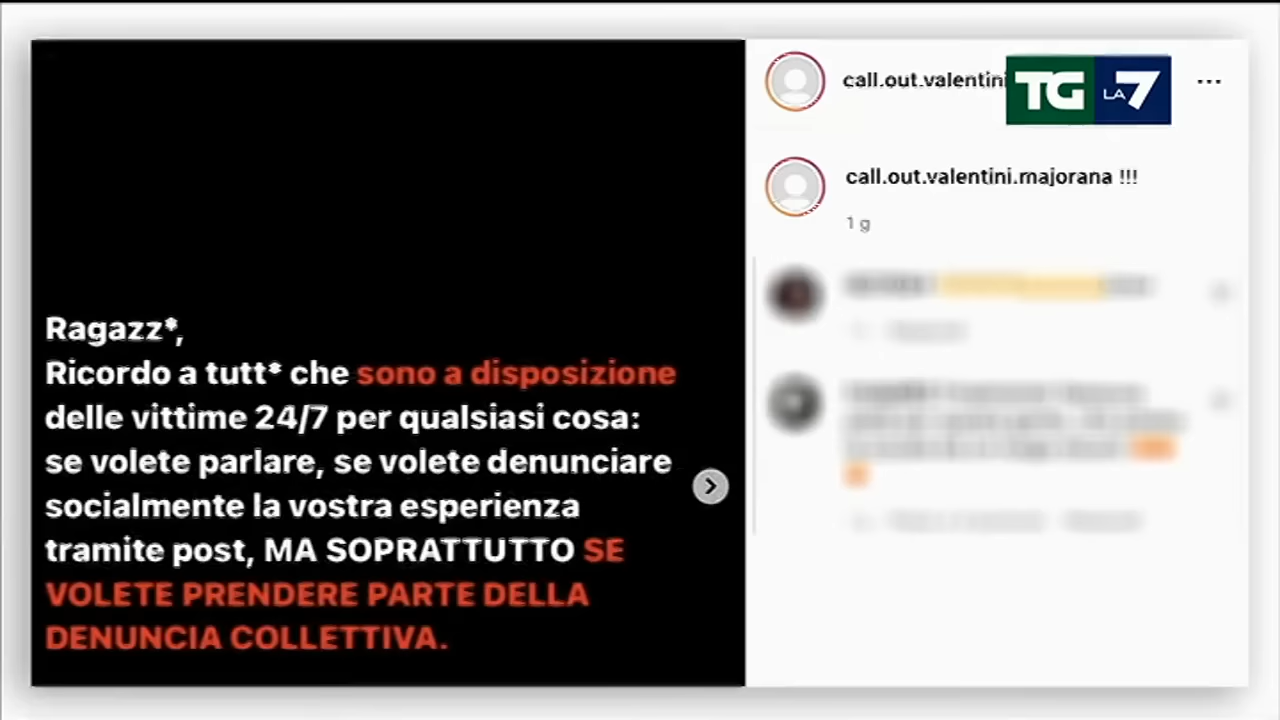 Ragazz*,
Ricordo a tutt* che sono a disposizione
delle vittime 24/7 per qualsiasi cosa:
se volete parlare, se volete denunciare
socialmente la vostra esperienza
tramite post, MA SOPRATTUTTO SE
VOLETE PRENDERE PARTE DELLA
DENUNCIA COLLETTIVA.
call.out.valentini
TG LA7
call.out.valentini.majorana !!!
1 g